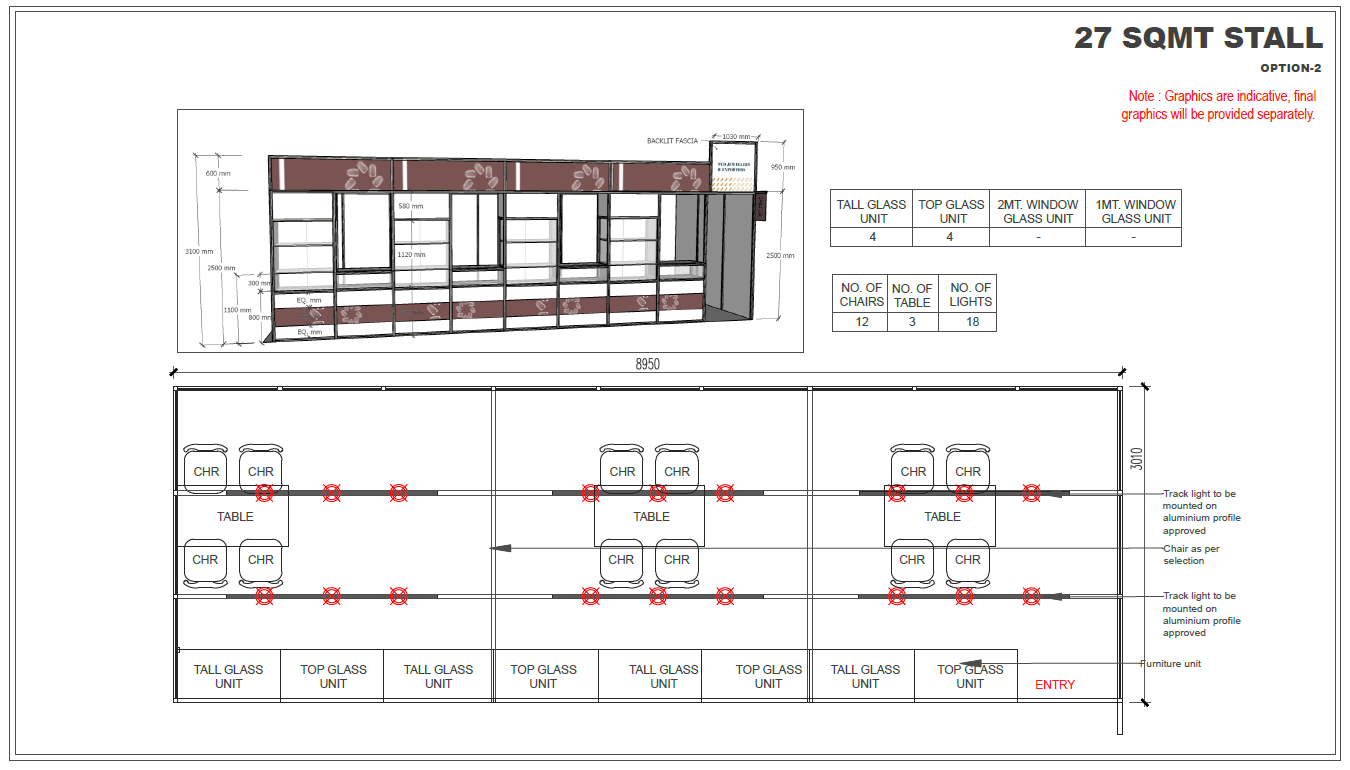 27 SQMT STALL
OPTION-2
Note : Graphics are indicative, final
graphics will be provided separately.
BACKLIT FASCIA
1030 mm
950 mm
600 mm
580 mm
3100 mm
2500 mm
1120 mm
2500 mm
300 mm
EQ. mm
1100 mm
800 mm
EQ. mm
TALL GLASS UNIT
TOP GLASS UNIT
2MT. WINDOW GLASS UNIT
1MT. WINDOW GLASS UNIT
4
4
-
-
NO. OF CHAIRS
NO. OF TABLE
NO. OF LIGHTS
12
3
18
8950
3010
CHR
CHR
CHR
CHR
CHR
CHR
TABLE
TABLE
TABLE
CHR
CHR
CHR
CHR
CHR
CHR
Track light to be
mounted on
aluminium profile
approved
Chair as per
selection
Track light to be
mounted on
aluminium profile
approved
Furniture unit
TALL GLASS UNIT
TOP GLASS UNIT
TALL GLASS UNIT
TOP GLASS UNIT
TALL GLASS UNIT
TOP GLASS UNIT
TALL GLASS UNIT
TOP GLASS UNIT
ENTRY